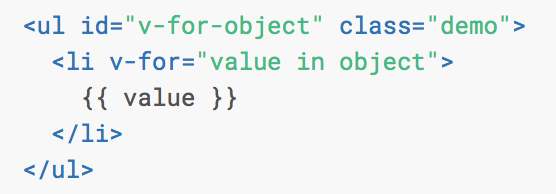 <ul id="v-for-object" class="demo">
  <li v-for="value in object">
    {{ value }}
  </li>
</ul>